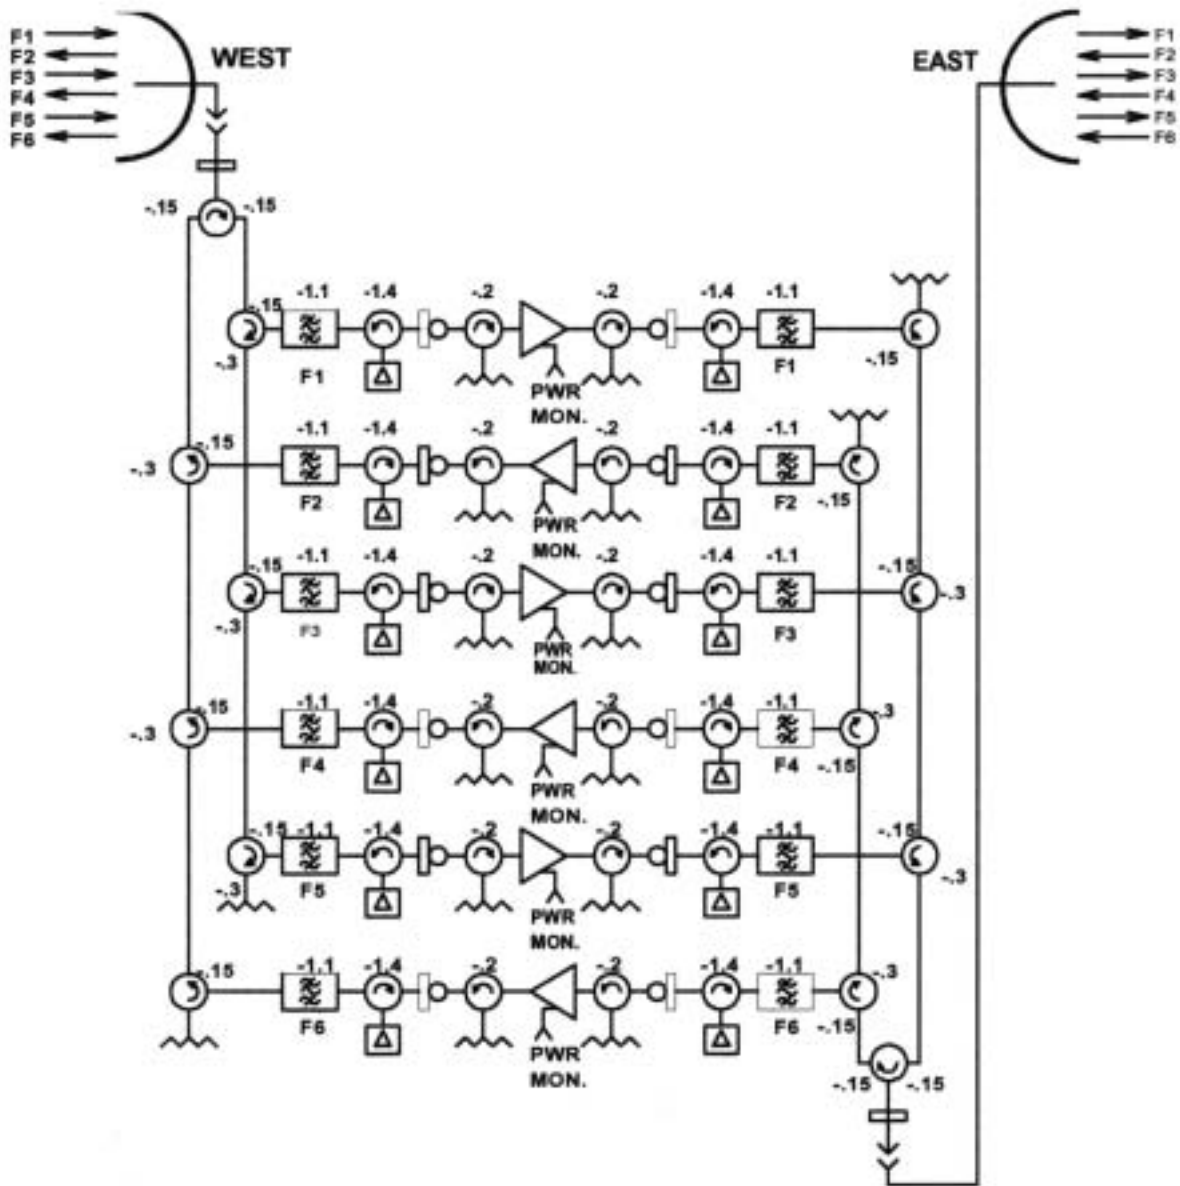 F1
F2
F3
F4
F5
F6
WEST
EAST
F1
F2
F3
F4
F5
F6
-.15 -.15
-.15 -1.1 -1.4 -.2 -.2 -1.4 -1.1
-.3 F1 PWR MON. F1 -.15
-.15 -1.1 -1.4 -.2 -.2 -1.4 -1.1
-.3 F2 PWR MON. F2 -.15
-.15 -1.1 -1.4 -.2 -.2 -1.4 -1.1 -.15
-.3 F3 PWR MON. F3 -.3
-.15 -1.1 -1.4 -.2 -.2 -1.4 -1.1 -.3
-.3 F4 PWR MON. F4 -.15
-.15 -1.1 -1.4 -.2 -.2 -1.4 -1.1 -.15
-.3 F5 PWR MON. F5 -.3
-.15 -1.1 -1.4 -.2 -.2 -1.4 -1.1 -.3
F6 PWR MON. F6 -.15
-.15 -.15